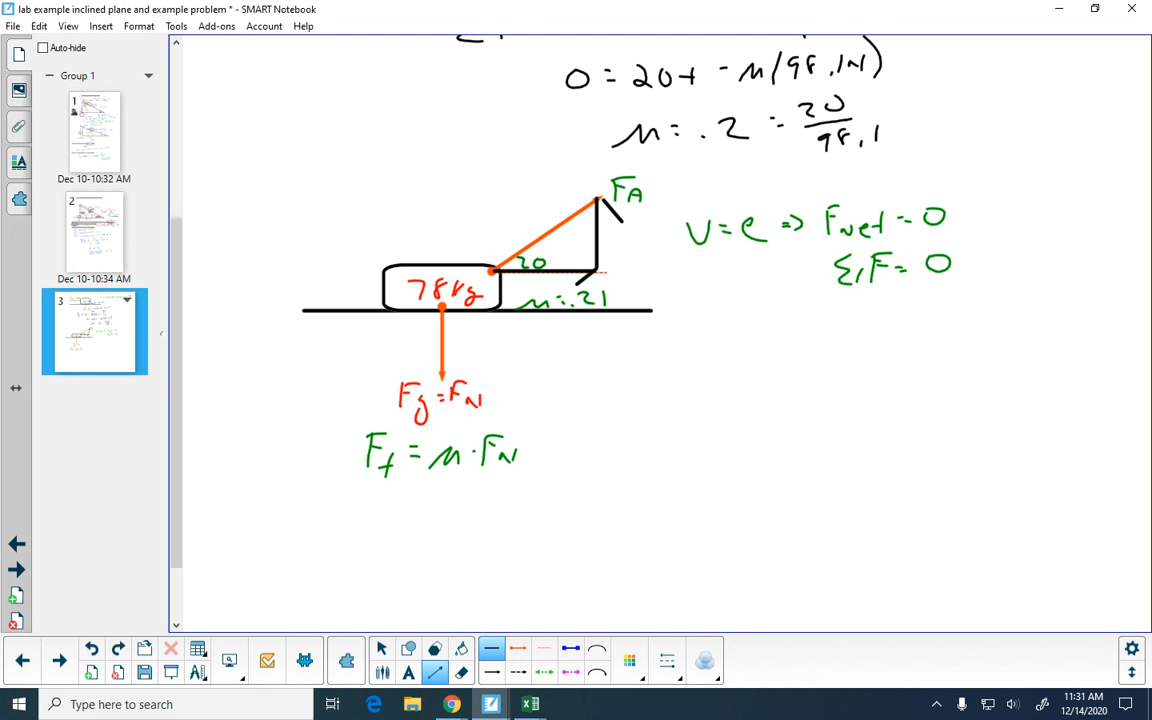 lab example inclined plane and example problem * - SMART Notebook
File Edit View Insert Format Tools Add-ons Account Help
Auto-hide
Group 1
1
Dec 10-10:32 AM
2
Dec 10-10:34 AM
3
0 = 20+ - μ(98.1N)
μ = .2 = 20/98.1
FA
V = c => Fnet = 0
ΣF = 0
20
78kg
μ = .21
Fg = FN
Ff = μ · FN
Type here to search
11:31 AM
12/14/2020